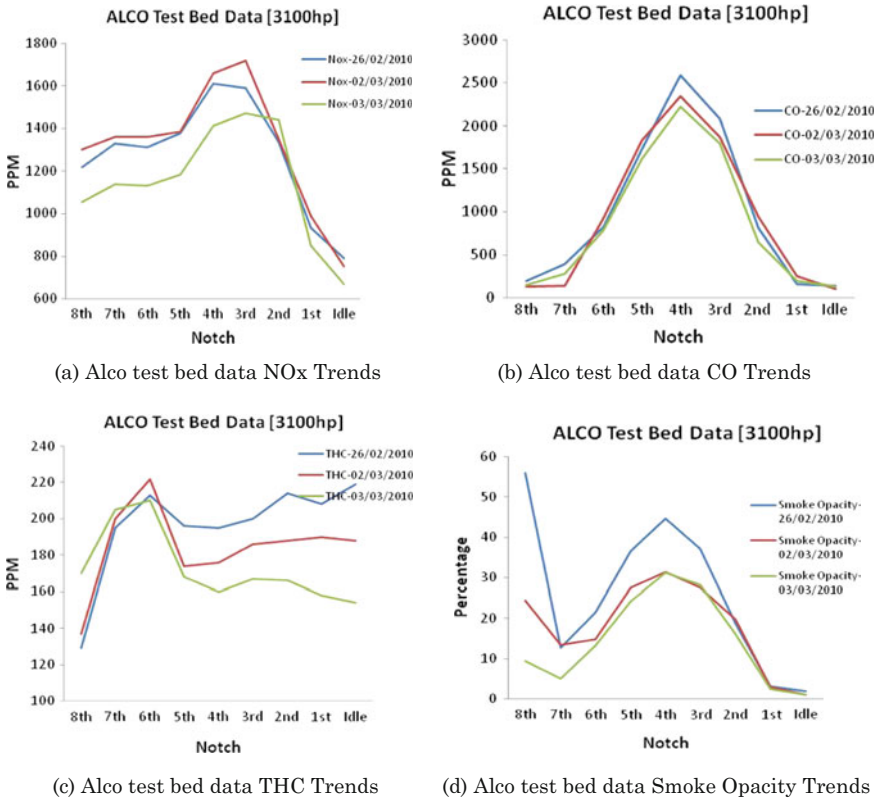 ALCO Test Bed Data [3100hp]
1800
1600
1400
1200
1000
800
600
PPM
Nox-26/02/2010
Nox-02/03/2010
Nox-03/03/2010
8th 7th 6th 5th 4th 3rd 2nd 1st Idle
Notch
(a) Alco test bed data NOx Trends
ALCO Test Bed Data [3100hp]
3000
2500
2000
1500
1000
500
0
PPM
CO-26/02/2010
CO-02/03/2010
CO-03/03/2010
8th 7th 6th 5th 4th 3rd 2nd 1st Idle
Notch
(b) Alco test bed data CO Trends
ALCO Test Bed Data [3100hp]
240
220
200
180
160
140
120
100
PPM
THC-26/02/2010
THC-02/03/2010
THC-03/03/2010
8th 7th 6th 5th 4th 3rd 2nd 1st Idle
Notch
(c) Alco test bed data THC Trends
ALCO Test Bed Data [3100hp]
60
50
40
30
20
10
0
Percentage
Smoke Opacity-
26/02/2010
Smoke Opacity-
02/03/2010
Smoke Opacity-
03/03/2010
8th 7th 6th 5th 4th 3rd 2nd 1st Idle
Notch
(d) Alco test bed data Smoke Opacity Trends